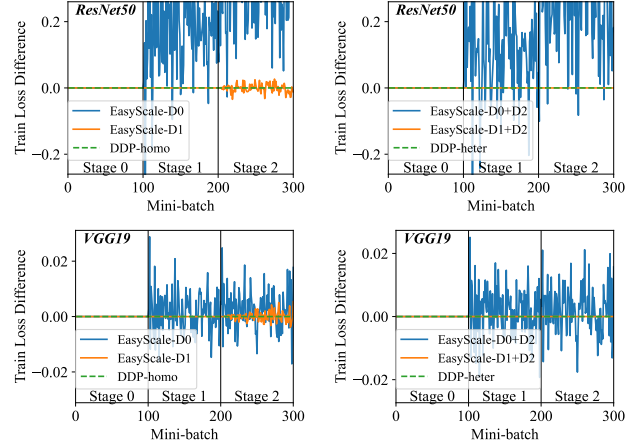 ResNet50
0.2
0.0
−0.2
Train Loss Difference
EasyScale-D0
EasyScale-D1
DDP-homo
Stage 0 Stage 1 Stage 2
0 100 200 300
Mini-batch
ResNet50
0.2
0.0
−0.2
Train Loss Difference
EasyScale-D0+D2
EasyScale-D1+D2
DDP-heter
Stage 0 Stage 1 Stage 2
0 100 200 300
Mini-batch
VGG19
0.02
0.00
−0.02
Train Loss Difference
EasyScale-D0
EasyScale-D1
DDP-homo
Stage 0 Stage 1 Stage 2
0 100 200 300
Mini-batch
VGG19
0.02
0.00
−0.02
Train Loss Difference
EasyScale-D0+D2
EasyScale-D1+D2
DDP-heter
Stage 0 Stage 1 Stage 2
0 100 200 300
Mini-batch